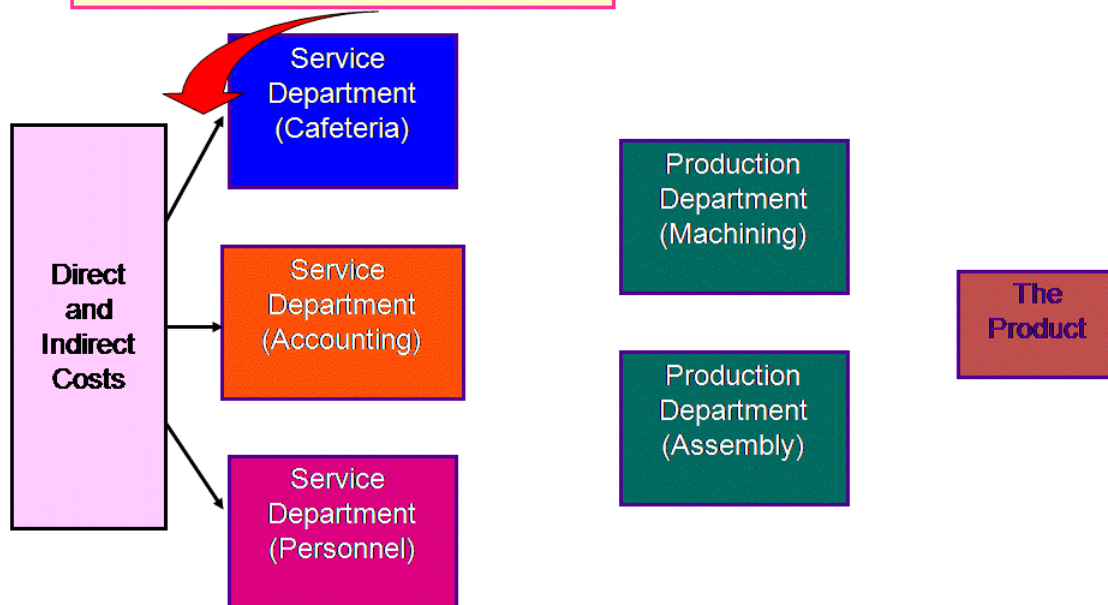 Service
Department
(Cafeteria)
Production
Department
(Machining)
Direct
and
Indirect
Costs
Service
Department
(Accounting)
The
Product
Production
Department
(Assembly)
Service
Department
(Personnel)